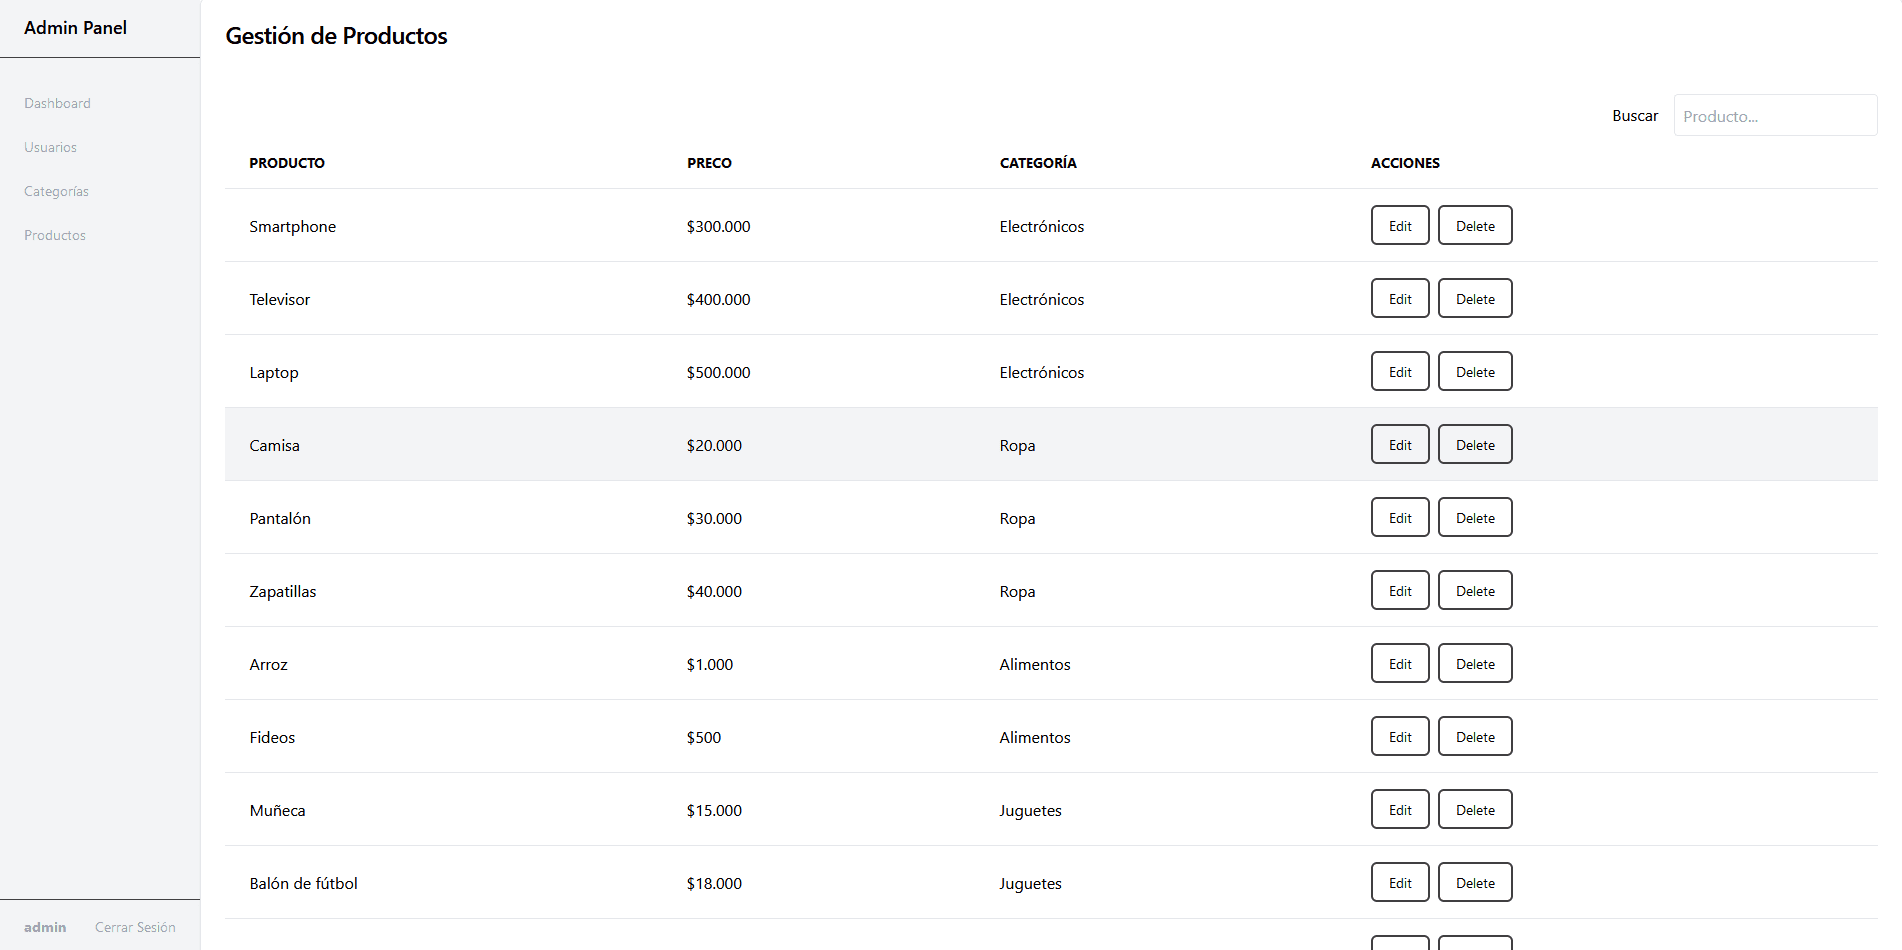 Admin Panel
Dashboard
Usuarios
Categorías
Productos
admin Cerrar Sesión
Gestión de Productos
Buscar Producto...
PRODUCTO PRECO CATEGORÍA ACCIONES
Smartphone $300.000 Electrónicos Edit Delete
Televisor $400.000 Electrónicos Edit Delete
Laptop $500.000 Electrónicos Edit Delete
Camisa $20.000 Ropa Edit Delete
Pantalón $30.000 Ropa Edit Delete
Zapatillas $40.000 Ropa Edit Delete
Arroz $1.000 Alimentos Edit Delete
Fideos $500 Alimentos Edit Delete
Muñeca $15.000 Juguetes Edit Delete
Balón de fútbol $18.000 Juguetes Edit Delete